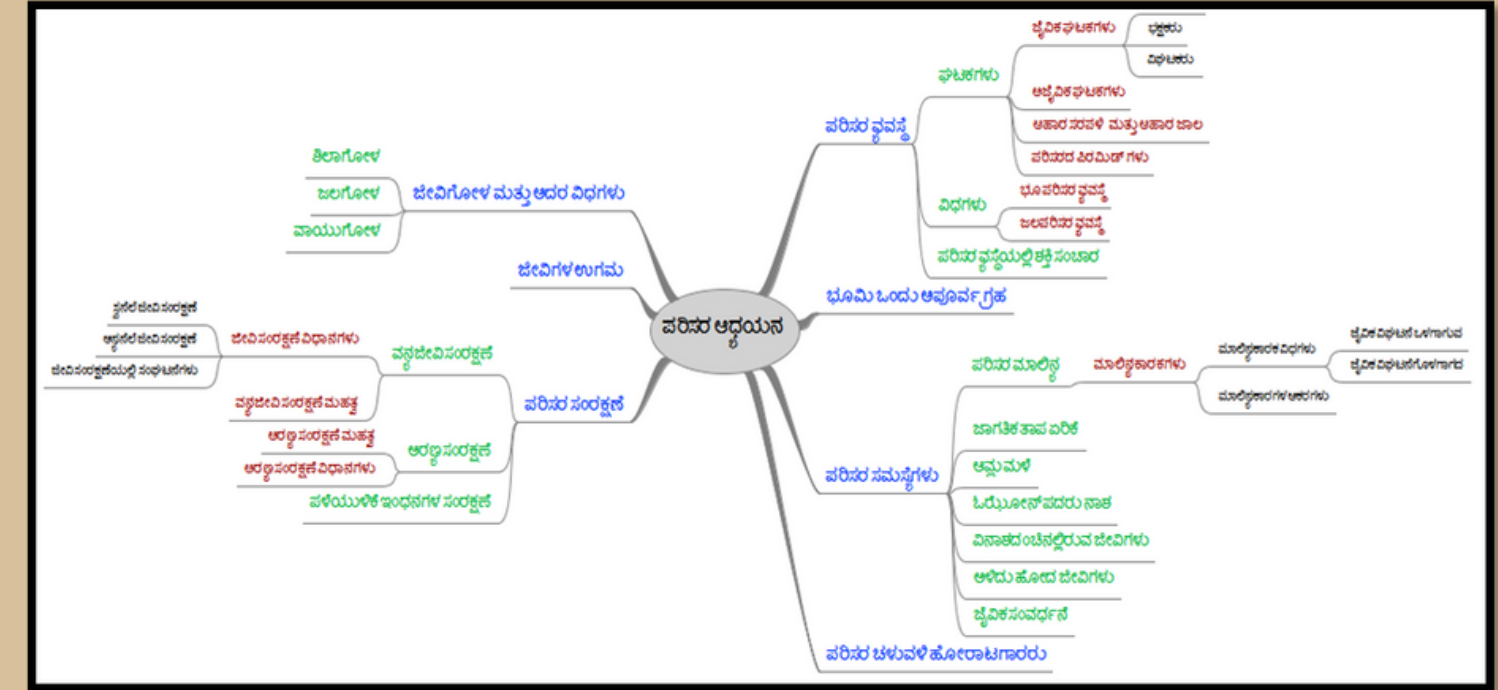 ಪರಿಸರ ಅಧ್ಯಯನ
ಪರಿಸರ ವ್ಯವಸ್ಥೆ
ಘಟಕಗಳು
ಜೈವಿಕ ಘಟಕಗಳು
ಭಕ್ಷಕರು
ವಿಘಟಕರು
ಅಜೈವಿಕ ಘಟಕಗಳು
ಆಹಾರ ಸರಪಳಿ ಮತ್ತು ಆಹಾರ ಜಾಲ
ಪರಿಸರದ ಪಿರಮಿಡ್ ಗಳು
ವಿಧಗಳು
ಭೂ ಪರಿಸರ ವ್ಯವಸ್ಥೆ
ಜಲಪರಿಸರ ವ್ಯವಸ್ಥೆ
ಪರಿಸರ ವ್ಯಸ್ಥೆಯಲ್ಲಿ ಶಕ್ತಿ ಸಂಚಾರ
ಭೂಮಿ ಒಂದು ಅಪೂರ್ವ ಗ್ರಹ
ಪರಿಸರ ಸಮಸ್ಯೆಗಳು
ಪರಿಸರ ಮಾಲಿನ್ಯ
ಮಾಲಿನ್ಯಕಾರಕಗಳು
ಮಾಲಿನ್ಯಕಾರಕ ವಿಧಗಳು
ಜೈವಿಕ ವಿಘಟನೆ ಒಳಗಾಗುವ
ಜೈವಿಕ ವಿಘಟನೆಗೊಳಗಾಗದ
ಮಾಲಿನ್ಯಕಾರಗಳ ಆಕರಗಳು
ಜಾಗತಿಕ ತಾಪ ಏರಿಕೆ
ಆಮ್ಲ ಮಳೆ
ಓಝೋನ್ ಪದರು ನಾಶ
ವಿನಾಶದಂಚಿನಲ್ಲಿರುವ ಜೀವಿಗಳು
ಅಳಿದು ಹೋದ ಜೀವಿಗಳು
ಜೈವಿಕ ಸಂವರ್ಧನೆ
ಪರಿಸರ ಚಳುವಳಿ ಹೋರಾಟಗಾರರು
ಜೀವಿಗೋಳ ಮತ್ತು ಅದರ ವಿಧಗಳು
ಶಿಲಾಗೋಳ
ಜಲಗೋಳ
ವಾಯುಗೋಳ
ಜೀವಿಗಳ ಉಗಮ
ಪರಿಸರ ಸಂರಕ್ಷಣೆ
ವನ್ಯಜೀವಿ ಸಂರಕ್ಷಣೆ
ಜೀವಿ ಸಂರಕ್ಷಣೆ ವಿಧಾನಗಳು
ಸ್ವನೆಲೆ ಜೀವಿ ಸಂರಕ್ಷಣೆ
ಅನ್ಯನೆಲೆ ಜೀವಿ ಸಂರಕ್ಷಣೆ
ಜೀವಿ ಸಂರಕ್ಷಣೆಯಲ್ಲಿ ಸಂಘಟನೆಗಳು
ವನ್ಯಜೀವಿ ಸಂರಕ್ಷಣೆ ಮಹತ್ವ
ಅರಣ್ಯ ಸಂರಕ್ಷಣೆ
ಅರಣ್ಯ ಸಂರಕ್ಷಣೆ ಮಹತ್ವ
ಅರಣ್ಯ ಸಂರಕ್ಷಣೆ ವಿಧಾನಗಳು
ಪಳೆಯುಳಿಕೆ ಇಂಧನಗಳ ಸಂರಕ್ಷಣೆ